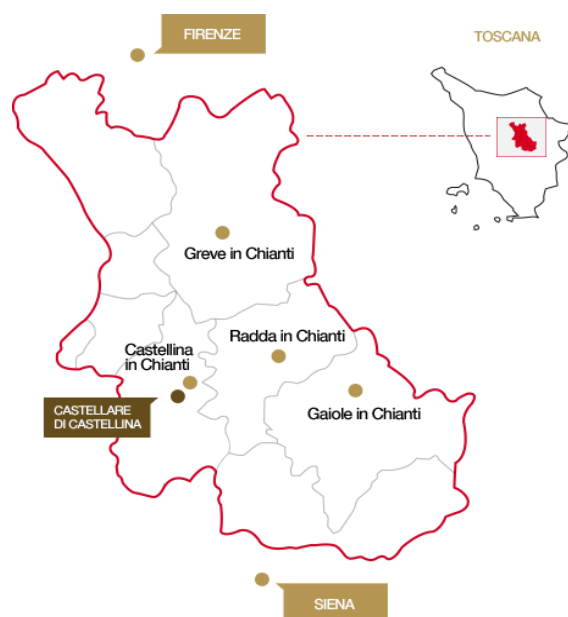 FIRENZE
TOSCANA
Greve in Chianti
Radda in Chianti
Castellina
in Chianti
CASTELLARE
DI CASTELLINA
Gaiole in Chianti
SIENA